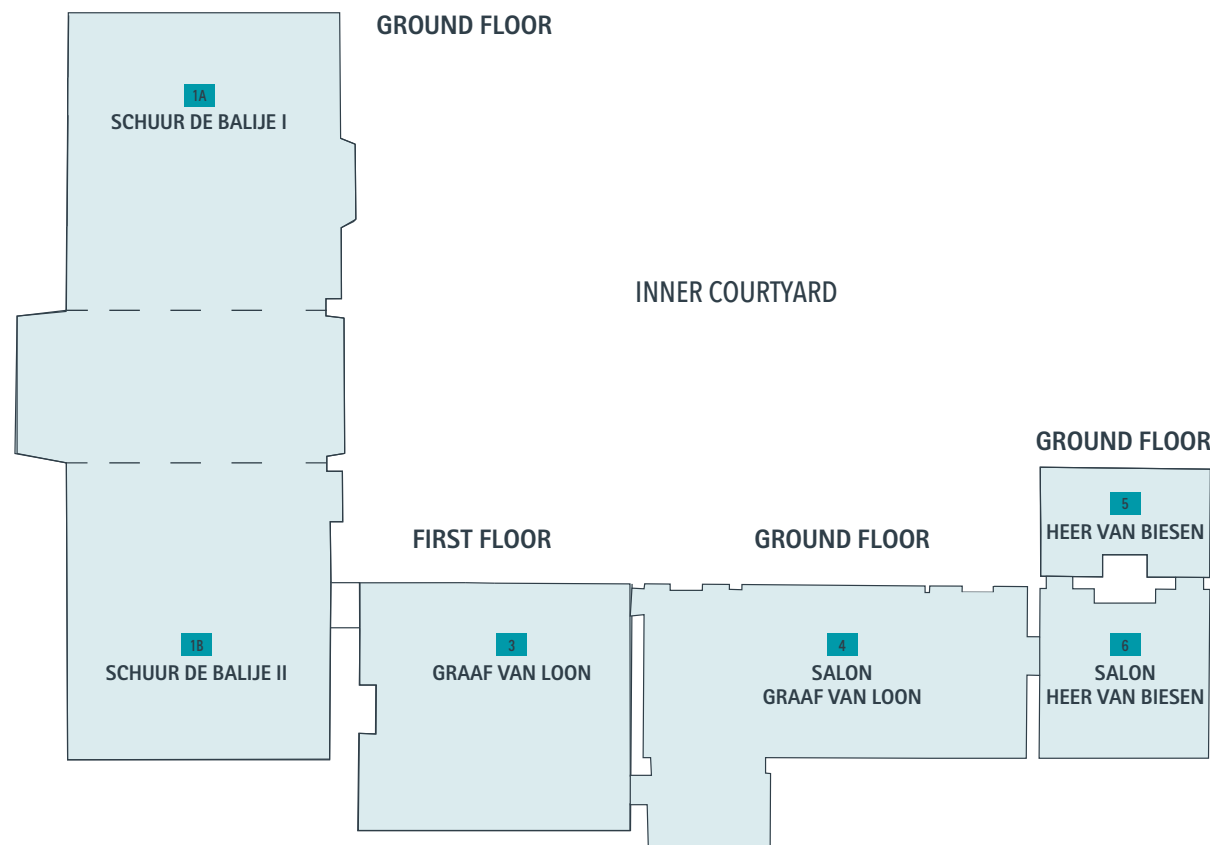 GROUND FLOOR
1A
SCHUUR DE BALIJE I
INNER COURTYARD
GROUND FLOOR
5
HEER VAN BIESEN
FIRST FLOOR
GROUND FLOOR
1B
SCHUUR DE BALIJE II
3
GRAAF VAN LOON
4
SALON
GRAAF VAN LOON
6
SALON
HEER VAN BIESEN